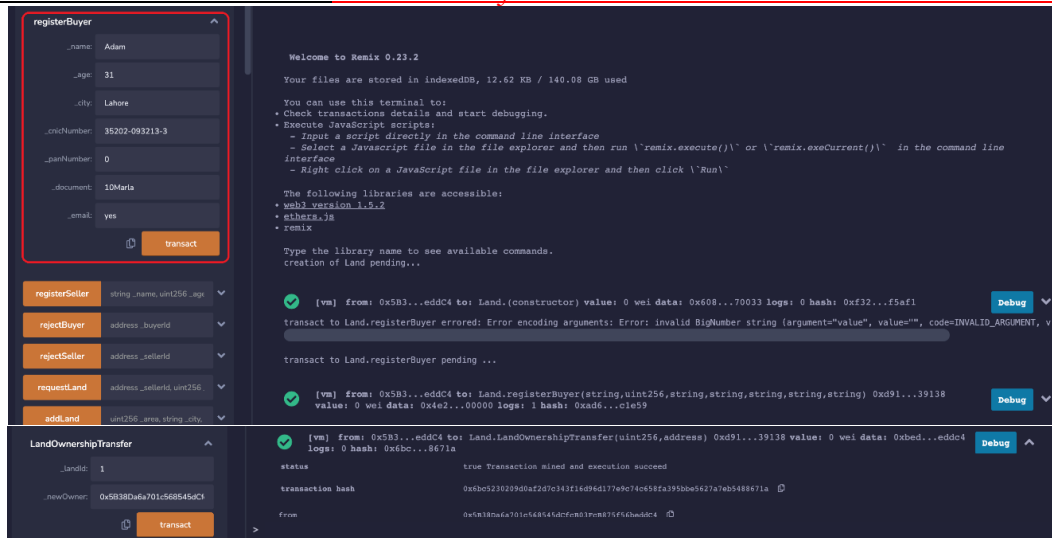 registerBuyer
_name: Adam
_age: 31
_city: Lahore
_cnicNumber: 35202-093213-3
_panNumber: 0
_document: 10Marla
_email: yes
transact
registerSeller string _name, uint256 _age
rejectBuyer address _buyerId
rejectSeller address _sellerId
requestLand address _sellerId, uint256_
addLand uint256 _area, string _city,
Welcome to Remix 0.23.2
Your files are stored in indexedDB, 12.62 KB / 140.08 GB used
You can use this terminal to:
• Check transactions details and start debugging.
• Execute JavaScript scripts:
- Input a script directly in the command line interface
- Select a Javascript file in the file explorer and then run \`remix.execute()\` or \`remix.exeCurrent()\` in the command line
interface
- Right click on a JavaScript file in the file explorer and then click \`Run\`
The following libraries are accessible:
• web3 version 1.5.2
• ethers.js
• remix
Type the library name to see available commands.
creation of Land pending...
[vm] from: 0x5B3...eddC4 to: Land.(constructor) value: 0 wei data: 0x608...70033 logs: 0 hash: 0xf32...f5af1
Debug
transact to Land.registerBuyer errored: Error encoding arguments: Error: invalid BigNumber string (argument="value", value="", code=INVALID_ARGUMENT, v
transact to Land.registerBuyer pending ...
[vm] from: 0x5B3...eddC4 to: Land.registerBuyer(string,uint256,string,string,string,string,string) 0xd91...39138
value: 0 wei data: 0x4e2...00000 logs: 1 hash: 0xad6...c1e59
Debug
LandOwnershipTransfer
_landId: 1
_newOwner: 0x5B38Da6a701c568545dCf
transact
[vm] from: 0x5B3...eddC4 to: Land.LandOwnershipTransfer(uint256,address) 0xd91...39138 value: 0 wei data: 0xbed...eddc4
logs: 0 hash: 0x6bc...8671a
Debug
status true Transaction mined and execution succeed
transaction hash 0x6bc5230209d0af2d7c343f16d96d177e9c74c658fa395bbe5627a7eb5488671a
from 0x5B38Da6a701c568545dCfcB03FcB875f56beddC4
>